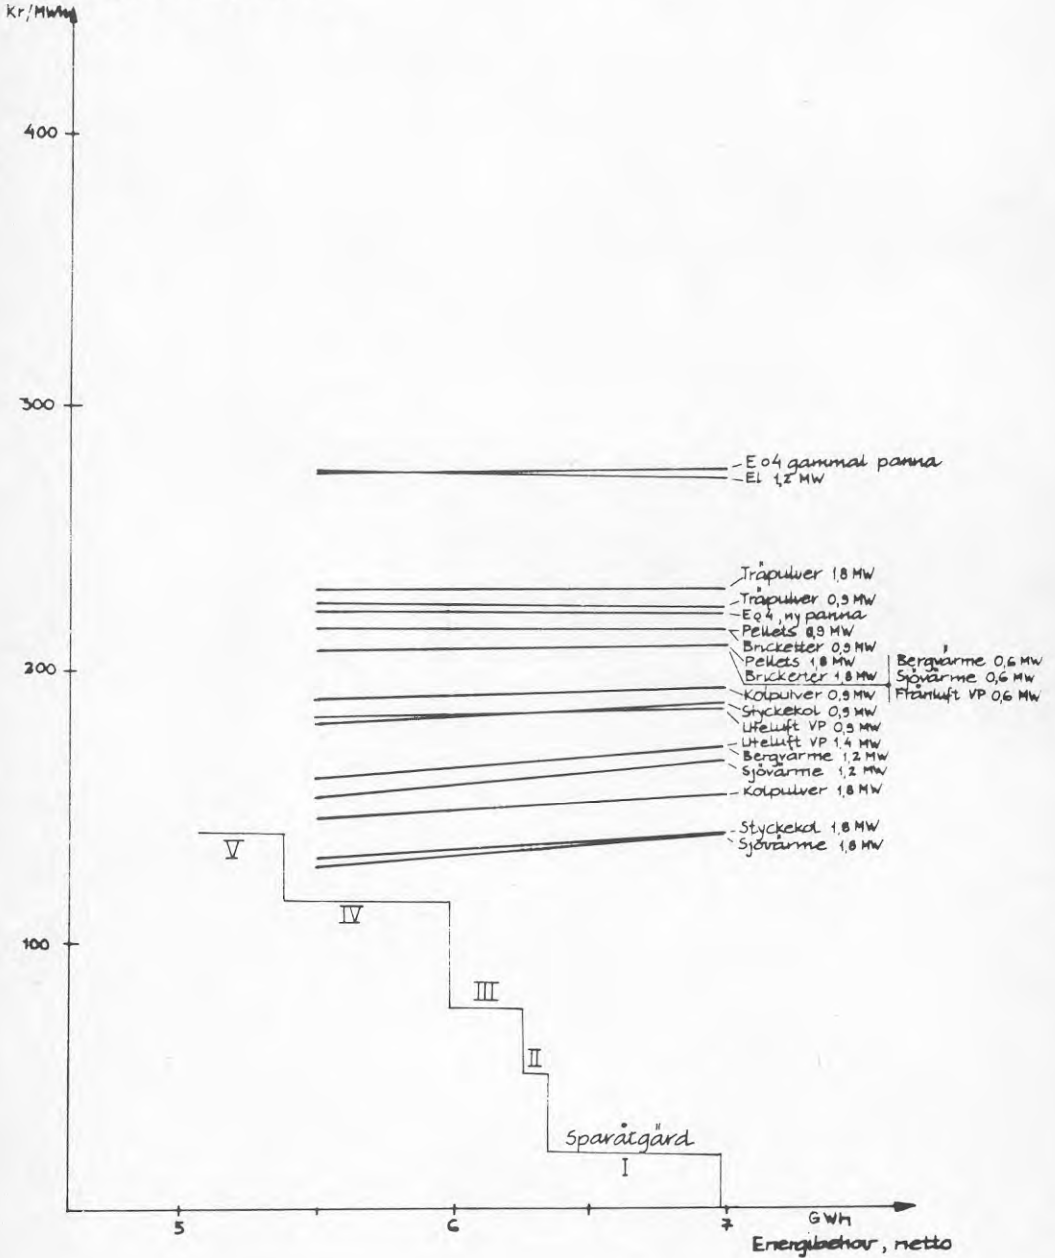 Kr/MWh
400
300
200
100
Eo4 gammal panna
El 1,2 MW
Träpulver 1,8 MW
Träpulver 0,9 MW
Eo4, ny panna
Pellets 0,9 MW
Bricketter 0,9 MW
Pellets 1,8 MW
Bricketter 1,8 MW
Bergvärme 0,6 MW
Sjövärme 0,6 MW
Frånluft VP 0,6 MW
Kolpulver 0,9 MW
Styckekol 0,9 MW
Uteluft VP 0,9 MW
Uteluft VP 1,4 MW
Bergvärme 1,2 MW
Sjövärme 1,2 MW
Kolpulver 1,8 MW
Styckekol 1,8 MW
Sjövärme 1,8 MW
V
IV
III
II
Sparåtgärd
I
5
6
7
GWh
Energibehov, netto